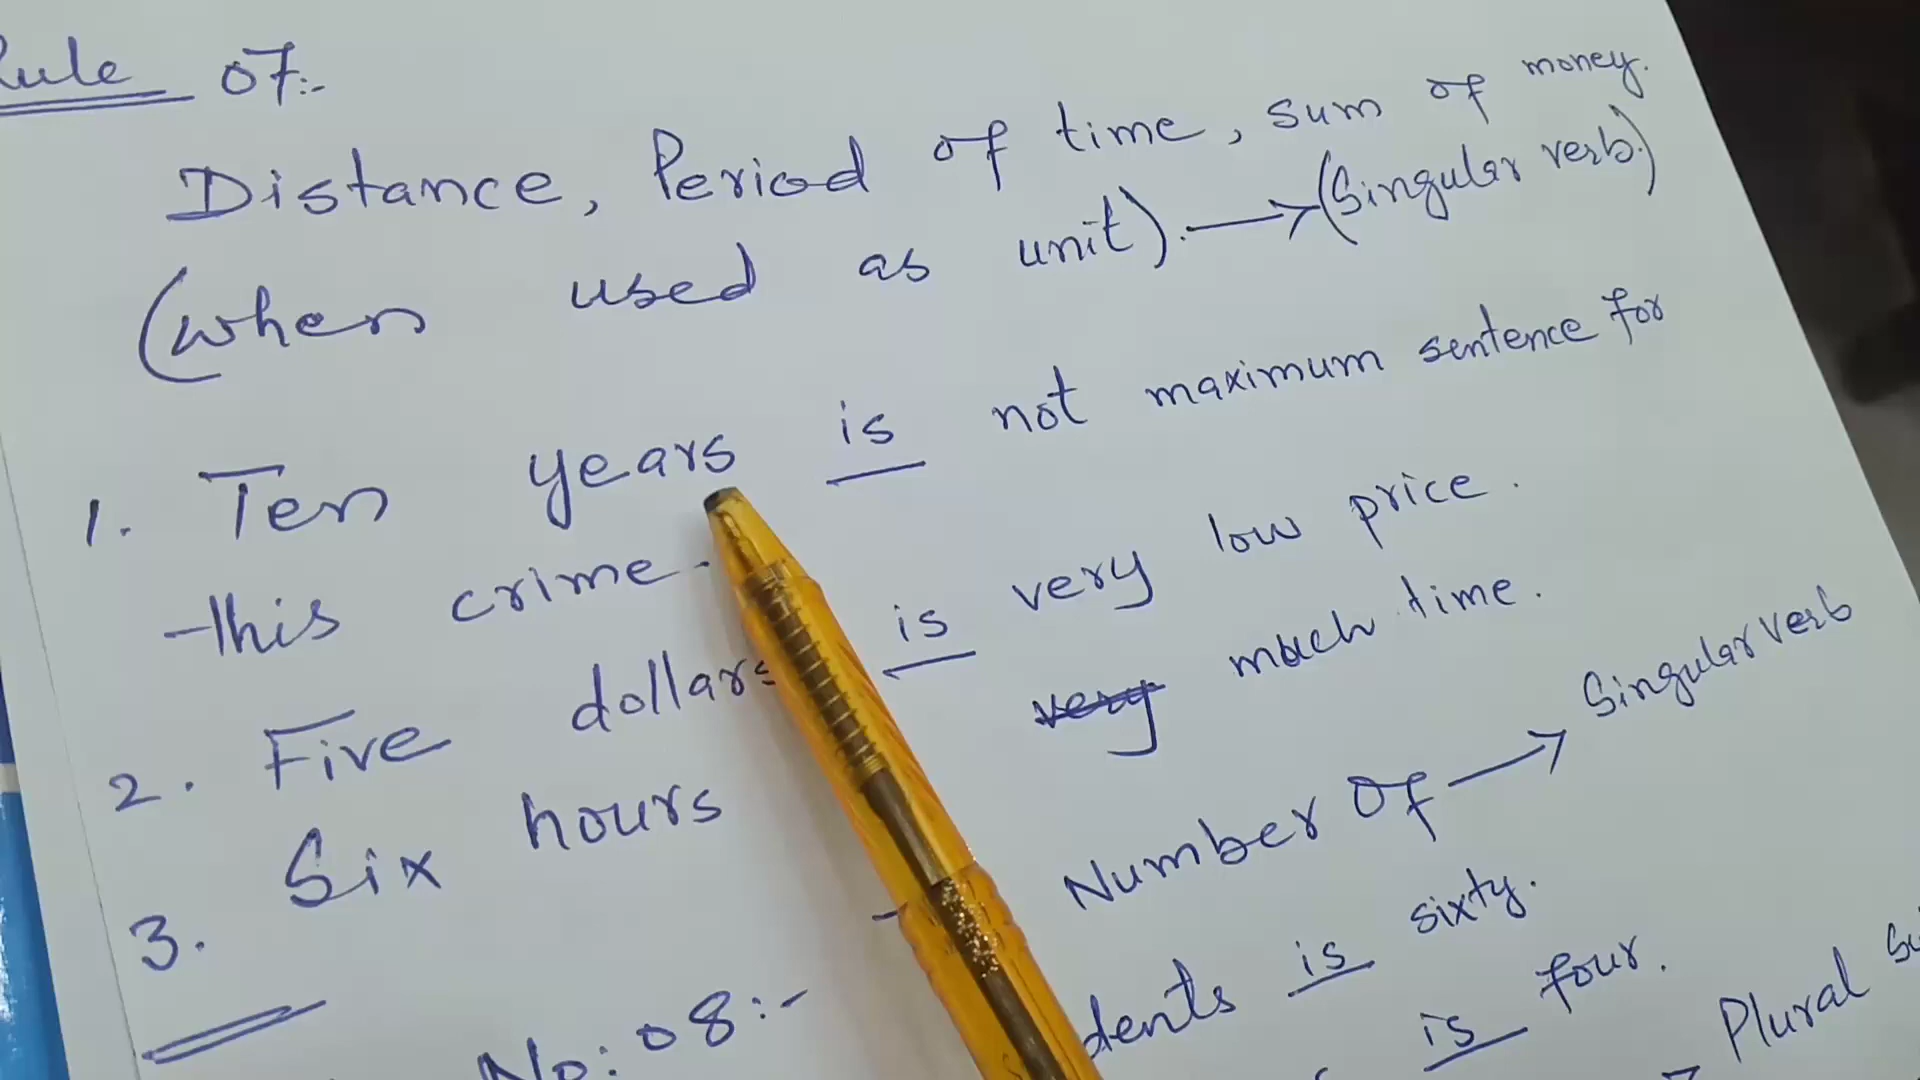 Rule 07:-
Distance, Period of time, sum of money.
(when used as unit). → (Singular verb.)
1. Ten years is not maximum sentence for
this crime.
2. Five dollars is very low price.
3. Six hours very much time.
No: 08:- Number Of → Singular verb
is sixty.
is four.
Plural